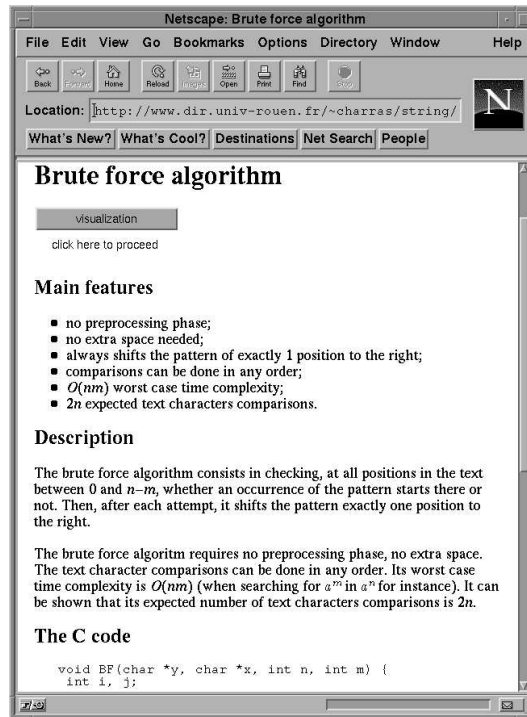 Netscape: Brute force algorithm
File Edit View Go Bookmarks Options Directory Window Help
Back Forward Home Reload Images Open Print Find Stop
Location: http://www.dir.univ-rouen.fr/~charras/string/
N
What's New? What's Cool? Destinations Net Search People
Brute force algorithm
visualization
click here to proceed
Main features
no preprocessing phase;
no extra space needed;
always shifts the pattern of exactly 1 position to the right;
comparisons can be done in any order;
O(nm) worst case time complexity;
2n expected text characters comparisons.
Description
The brute force algorithm consists in checking, at all positions in the text
between 0 and n-m, whether an occurrence of the pattern starts there or
not. Then, after each attempt, it shifts the pattern exactly one position to
the right.
The brute force algoritm requires no preprocessing phase, no extra space.
The text character comparisons can be done in any order. Its worst case
time complexity is O(nm) (when searching for a^m in a^n for instance). It can
be shown that its expected number of text characters comparisons is 2n.
The C code
void BF(char *y, char *x, int n, int m) {
int i, j;